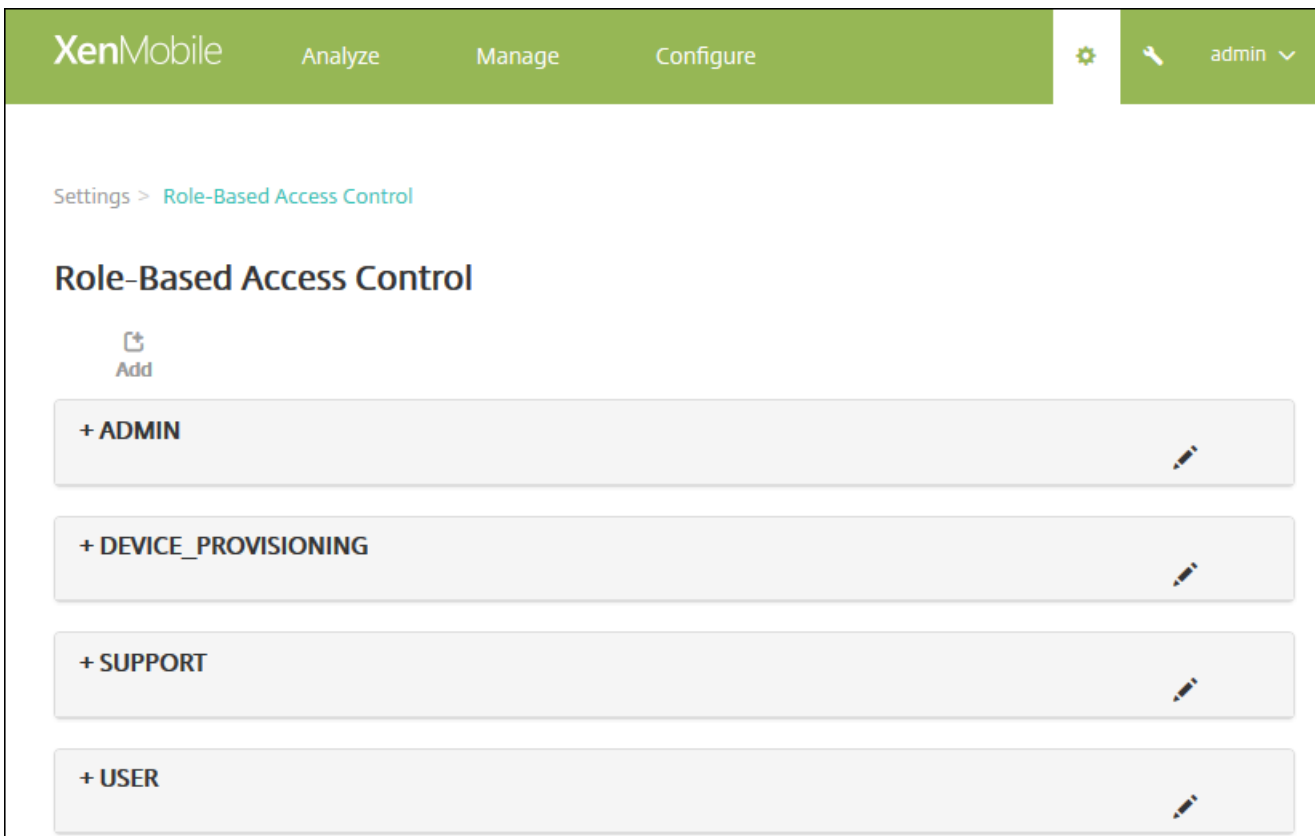 XenMobile Analyze Manage Configure admin
Settings > Role-Based Access Control
Role-Based Access Control
Add
+ ADMIN
+ DEVICE_PROVISIONING
+ SUPPORT
+ USER